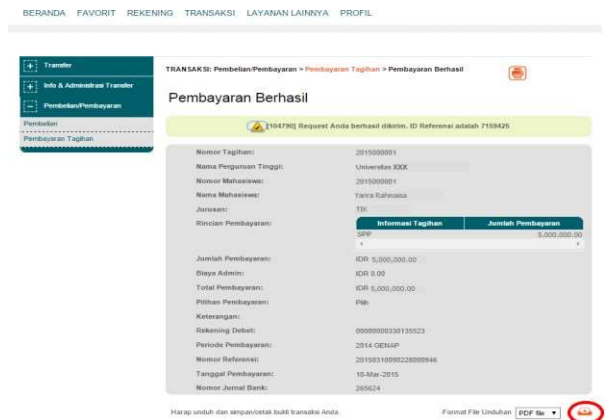 BERANDA FAVORIT REKENING TRANSAKSI LAYANAN LAINNYA PROFIL
Transfer
Info & Administrasi Transfer
Pembelian/Pembayaran
Pembelian
Pembayaran Tagihan
TRANSAKSI: Pembelian/Pembayaran > Pembayaran Tagihan > Pembayaran Berhasil
Pembayaran Berhasil
[104790] Request Anda berhasil dikirim. ID Referensi adalah 7159425
Nomor Tagihan: 2015000001
Nama Perguruan Tinggi: Universitas XXX
Nomor Mahasiswa: 2015000001
Nama Mahasiswa: Yanra Rahmaisa
Jurusan: TIK
Rincian Pembayaran: Informasi Tagihan Jumlah Pembayaran
SPP 5,000,000.00
Jumlah Pembayaran: IDR 5,000,000.00
Biaya Admin: IDR 0.00
Total Pembayaran: IDR 5,000,000.00
Pilihan Pembayaran: Pilih
Keterangan:
Rekening Debet: 00000000330135523
Periode Pembayaran: 2014 GENAP
Nomor Referensi: 20150310090228000946
Tanggal Pembayaran: 10-Mar-2015
Nomor Jurnal Bank: 265624
Harap unduh dan simpan/cetak bukti transaksi Anda. Format File Unduhan PDF file